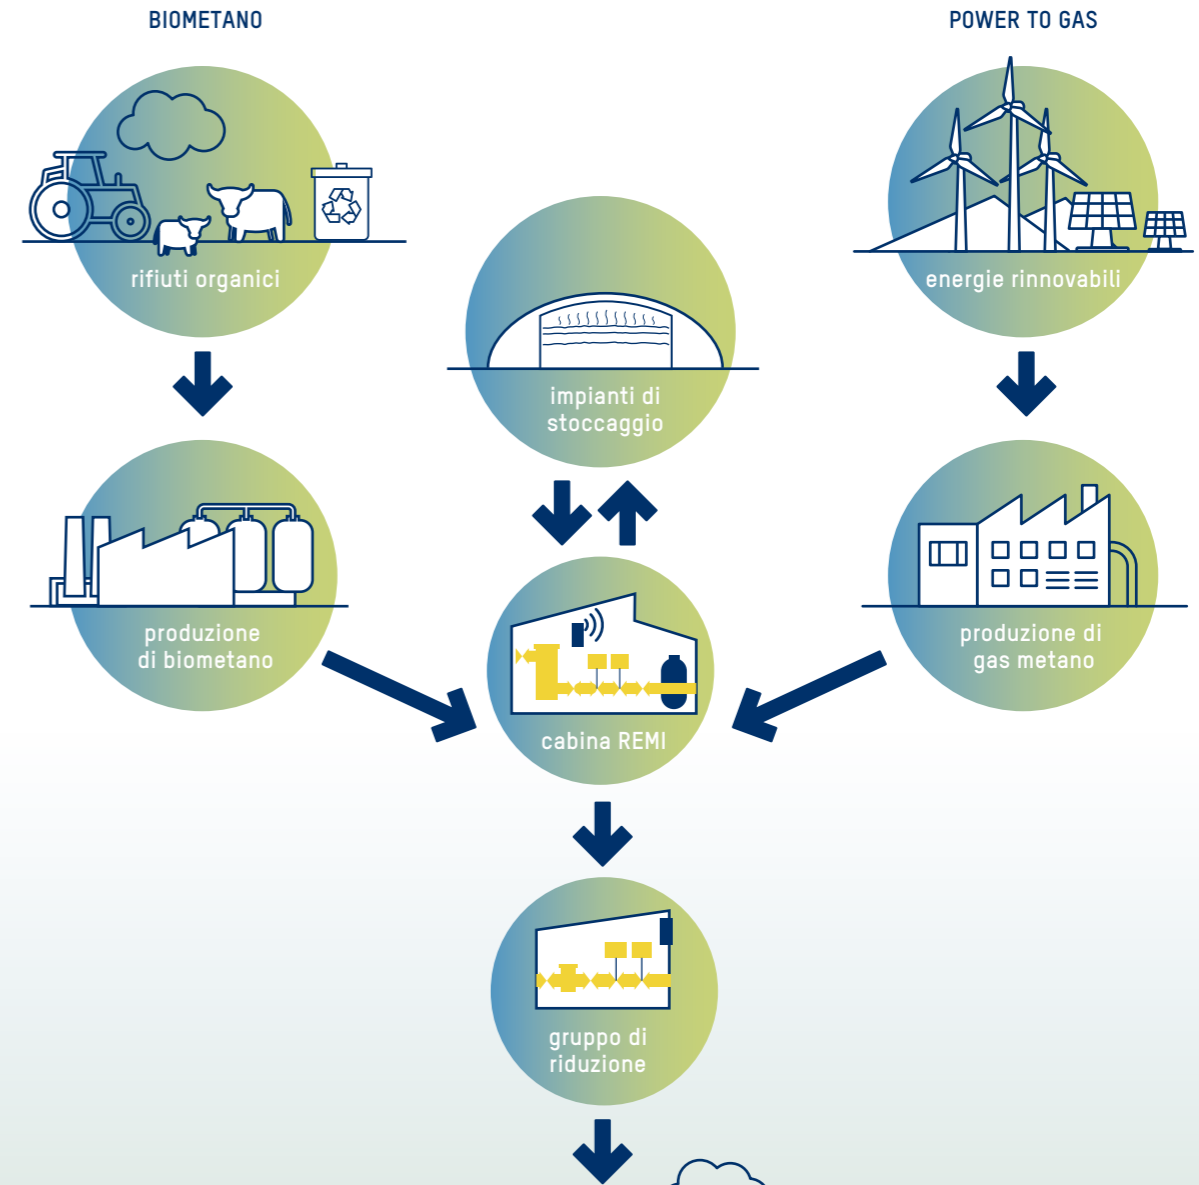 BIOMETANO
POWER TO GAS
rifiuti organici
energie rinnovabili
impianti di
stoccaggio
produzione
di biometano
produzione di
gas metano
cabina REMI
gruppo di
riduzione